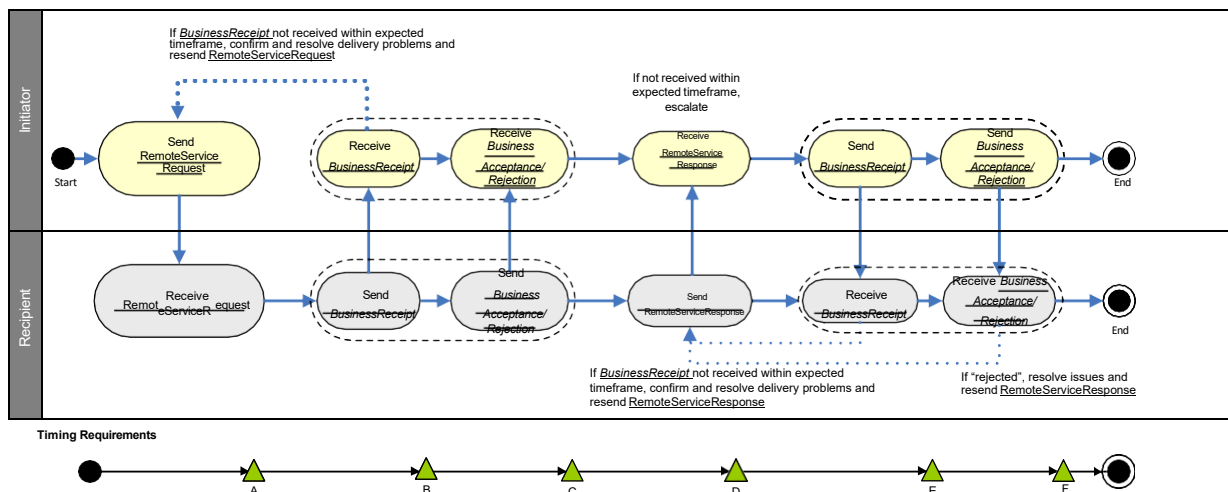 If BusinessReceipt not received within expected
timeframe, confirm and resolve delivery problems and
resend RemoteServiceRequest
If not received within
expected timeframe,
escalate
Initiator
Start
Send
RemoteService
Request
Receive
BusinessReceipt
Receive
Business
Acceptance/
Rejection
Receive
RemoteService
Response
Send
BusinessReceipt
Send
Business
Acceptance/
Rejection
End
Recipient
Receive
Remot equest
eServiceR
Send
BusinessReceipt
Send
Business
Acceptance/
Rejection
Send
RemoteServiceResponse
Receive
BusinessReceipt
Receive Business
Acceptance/
Rejection
End
If BusinessReceipt not received within expected
timeframe, confirm and resolve delivery problems and
resend RemoteServiceResponse
If “rejected”, resolve issues and
resend RemoteServiceResponse
Timing Requirements
A
B
C
D
E
F